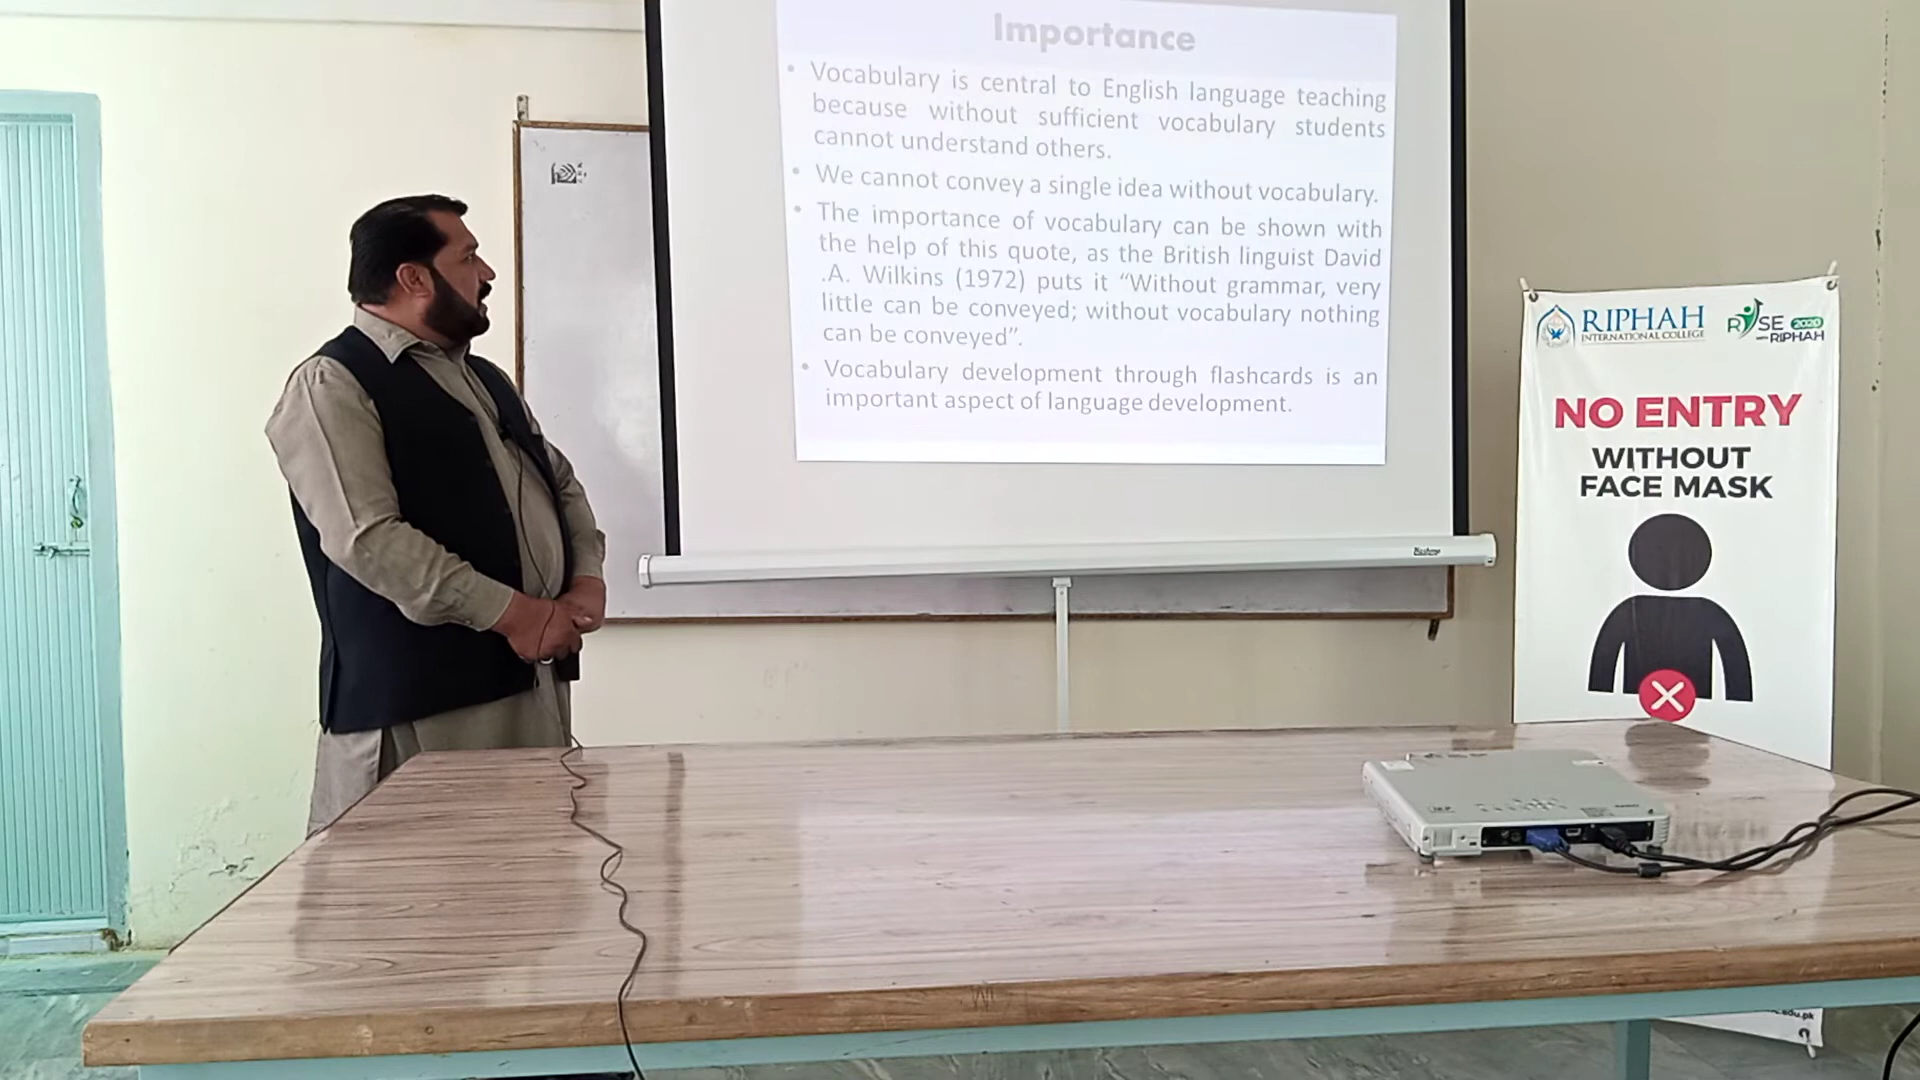 Importance
• Vocabulary is central to English language teaching
because without sufficient vocabulary students
cannot understand others.
• We cannot convey a single idea without vocabulary.
• The importance of vocabulary can be shown with
the help of this quote, as the British linguist David
.A. Wilkins (1972) puts it “Without grammar, very
little can be conveyed; without vocabulary nothing
can be conveyed”.
• Vocabulary development through flashcards is an
important aspect of language development.
RIPHAH
INTERNATIONAL COLLEGE
RISE 2020
WITH RIPHAH
NO ENTRY
WITHOUT
FACE MASK
.edu.pk